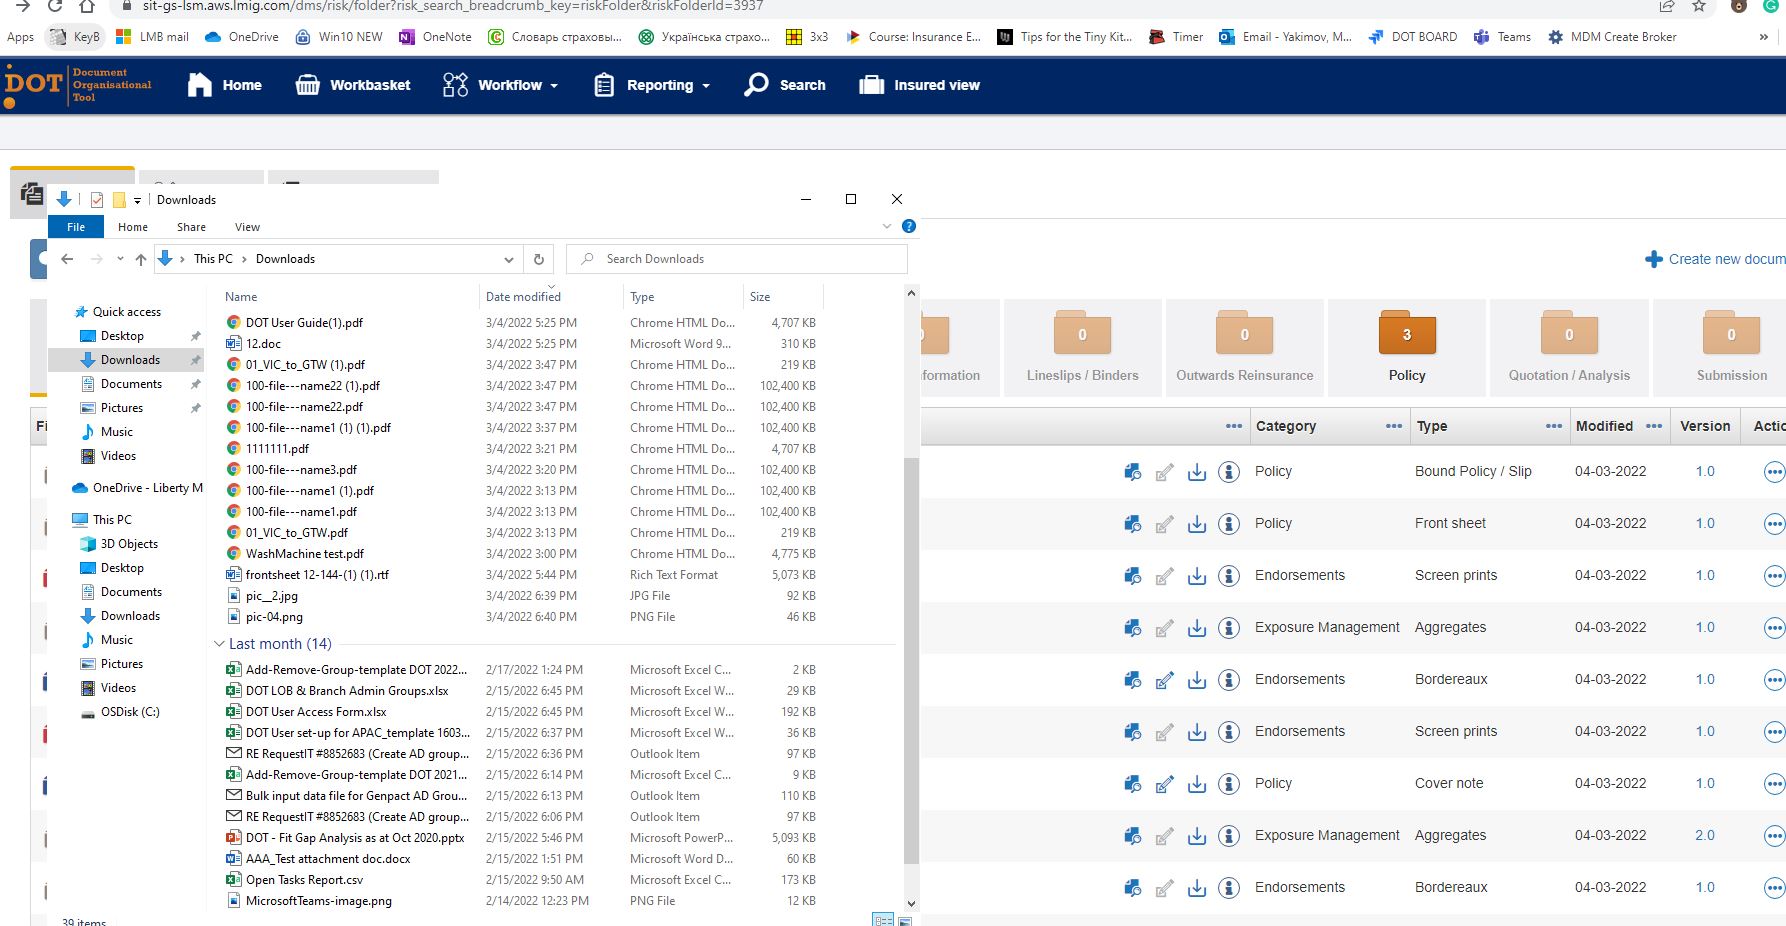 sit-gs-lsm.aws.lmig.com/dms/risk/folder?risk_search_breadcrumb_key=riskFolder&riskFolderId=3937
Apps KeyB LMB mail OneDrive Win10 NEW OneNote Словарь страховы... Українська страхо... 3x3 Course: Insurance E... Tips for the Tiny Kit... Timer Email - Yakimov, M... DOT BOARD Teams MDM Create Broker »
DOT Document Organisational Tool Home Workbasket Workflow Reporting Search Insured view
Downloads
File Home Share View
This PC > Downloads Search Downloads
Create new docum
Name Date modified Type Size
Quick access
Desktop
Downloads
Documents
Pictures
Music
Videos
OneDrive - Liberty M
This PC
3D Objects
Desktop
Documents
Downloads
Music
Pictures
Videos
OSDisk (C:)
DOT User Guide(1).pdf 3/4/2022 5:25 PM Chrome HTML Do... 4,707 KB
12.doc 3/4/2022 5:25 PM Microsoft Word 9... 310 KB
01_VIC_to_GTW (1).pdf 3/4/2022 3:47 PM Chrome HTML Do... 219 KB
100-file---name22 (1).pdf 3/4/2022 3:47 PM Chrome HTML Do... 102,400 KB
100-file---name22.pdf 3/4/2022 3:47 PM Chrome HTML Do... 102,400 KB
100-file---name1 (1) (1).pdf 3/4/2022 3:37 PM Chrome HTML Do... 102,400 KB
1111111.pdf 3/4/2022 3:21 PM Chrome HTML Do... 4,707 KB
100-file---name3.pdf 3/4/2022 3:20 PM Chrome HTML Do... 102,400 KB
100-file---name1 (1).pdf 3/4/2022 3:13 PM Chrome HTML Do... 102,400 KB
100-file---name1.pdf 3/4/2022 3:13 PM Chrome HTML Do... 102,400 KB
01_VIC_to_GTW.pdf 3/4/2022 3:13 PM Chrome HTML Do... 219 KB
WashMachine test.pdf 3/4/2022 3:00 PM Chrome HTML Do... 4,775 KB
frontsheet 12-144-(1) (1).rtf 3/4/2022 5:44 PM Rich Text Format 5,073 KB
pic__2.jpg 3/4/2022 6:39 PM JPG File 92 KB
pic-04.png 3/4/2022 6:40 PM PNG File 46 KB
Last month (14)
Add-Remove-Group-template DOT 2022... 2/17/2022 1:24 PM Microsoft Excel C... 2 KB
DOT LOB & Branch Admin Groups.xlsx 2/15/2022 6:45 PM Microsoft Excel W... 29 KB
DOT User Access Form.xlsx 2/15/2022 6:45 PM Microsoft Excel W... 192 KB
DOT User set-up for APAC_template 1603... 2/15/2022 6:37 PM Microsoft Excel W... 36 KB
RE RequestIT #8852683 (Create AD group... 2/15/2022 6:36 PM Outlook Item 97 KB
Add-Remove-Group-template DOT 2021... 2/15/2022 6:14 PM Microsoft Excel C... 9 KB
Bulk input data file for Genpact AD Grou... 2/15/2022 6:13 PM Outlook Item 110 KB
RE RequestIT #8852683 (Create AD group... 2/15/2022 6:06 PM Outlook Item 97 KB
DOT - Fit Gap Analysis as at Oct 2020.pptx 2/15/2022 5:46 PM Microsoft PowerP... 5,093 KB
AAA_Test attachment doc.docx 2/15/2022 1:51 PM Microsoft Word D... 60 KB
Open Tasks Report.csv 2/15/2022 9:50 AM Microsoft Excel C... 173 KB
MicrosoftTeams-image.png 2/14/2022 12:23 PM PNG File 12 KB
39 items
0 0 3 0 0
nformation Lineslips / Binders Outwards Reinsurance Policy Quotation / Analysis Submission
Fi Category Type Modified Version Actio
Policy Bound Policy / Slip 04-03-2022 1.0
Policy Front sheet 04-03-2022 1.0
Endorsements Screen prints 04-03-2022 1.0
Exposure Management Aggregates 04-03-2022 1.0
Endorsements Bordereaux 04-03-2022 1.0
Endorsements Screen prints 04-03-2022 1.0
Policy Cover note 04-03-2022 1.0
Exposure Management Aggregates 04-03-2022 2.0
Endorsements Bordereaux 04-03-2022 1.0